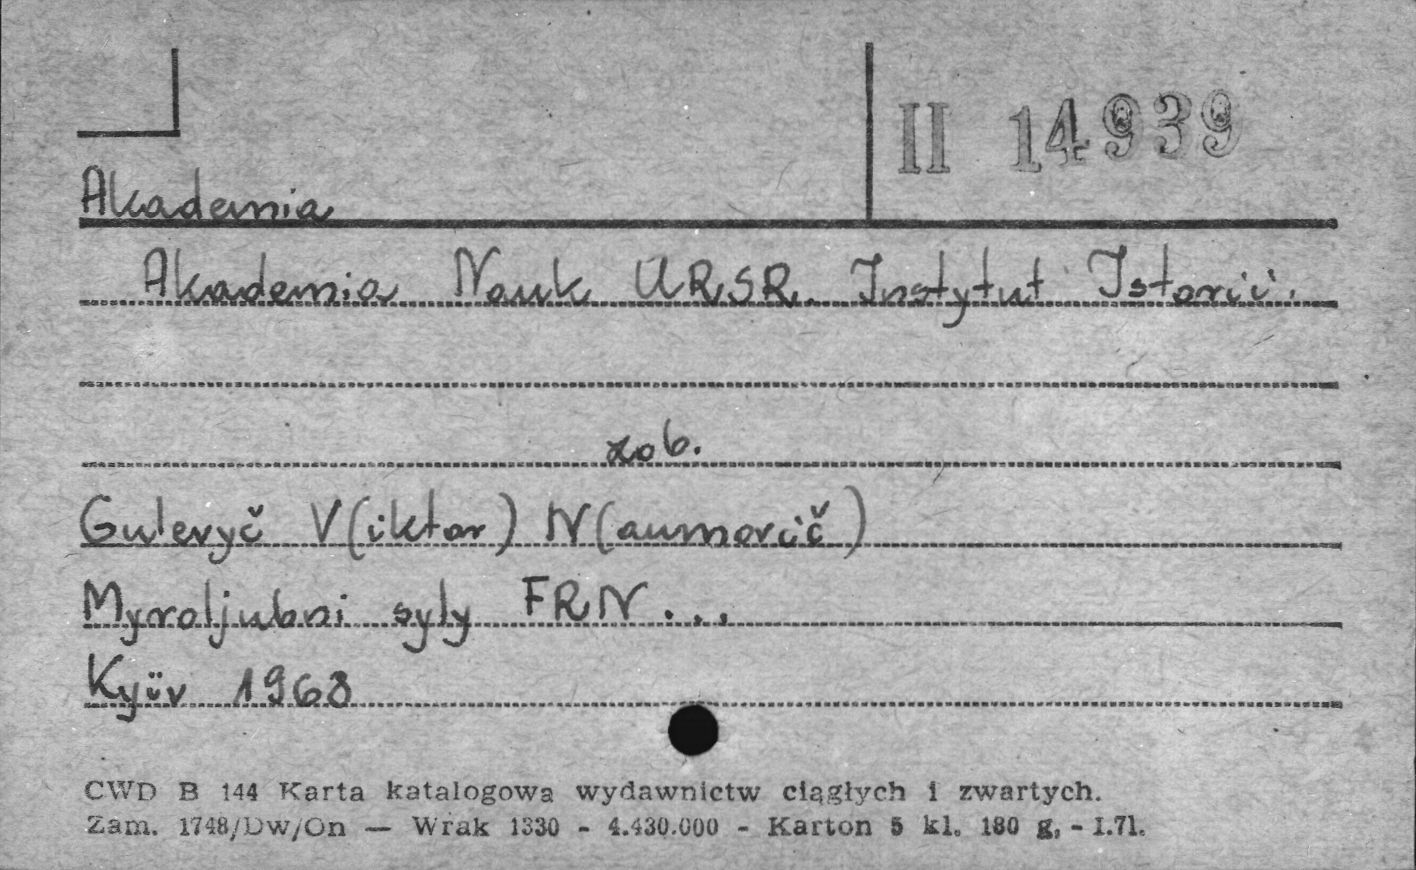 II 14939
Akademia
Akademia Nauk URSR. Instytut Istorii.
zob.
Gulevyč V(iktor) N(aumovič)
Myroljubni syly FRN...
Kyïv 1968
CWD B 144 Karta katalogowa wydawnictw ciągłych i zwartych.
Zam. 1748/Dw/On — Wrak 1330 - 4.430.000 - Karton 5 kl. 180 g, - I.71.